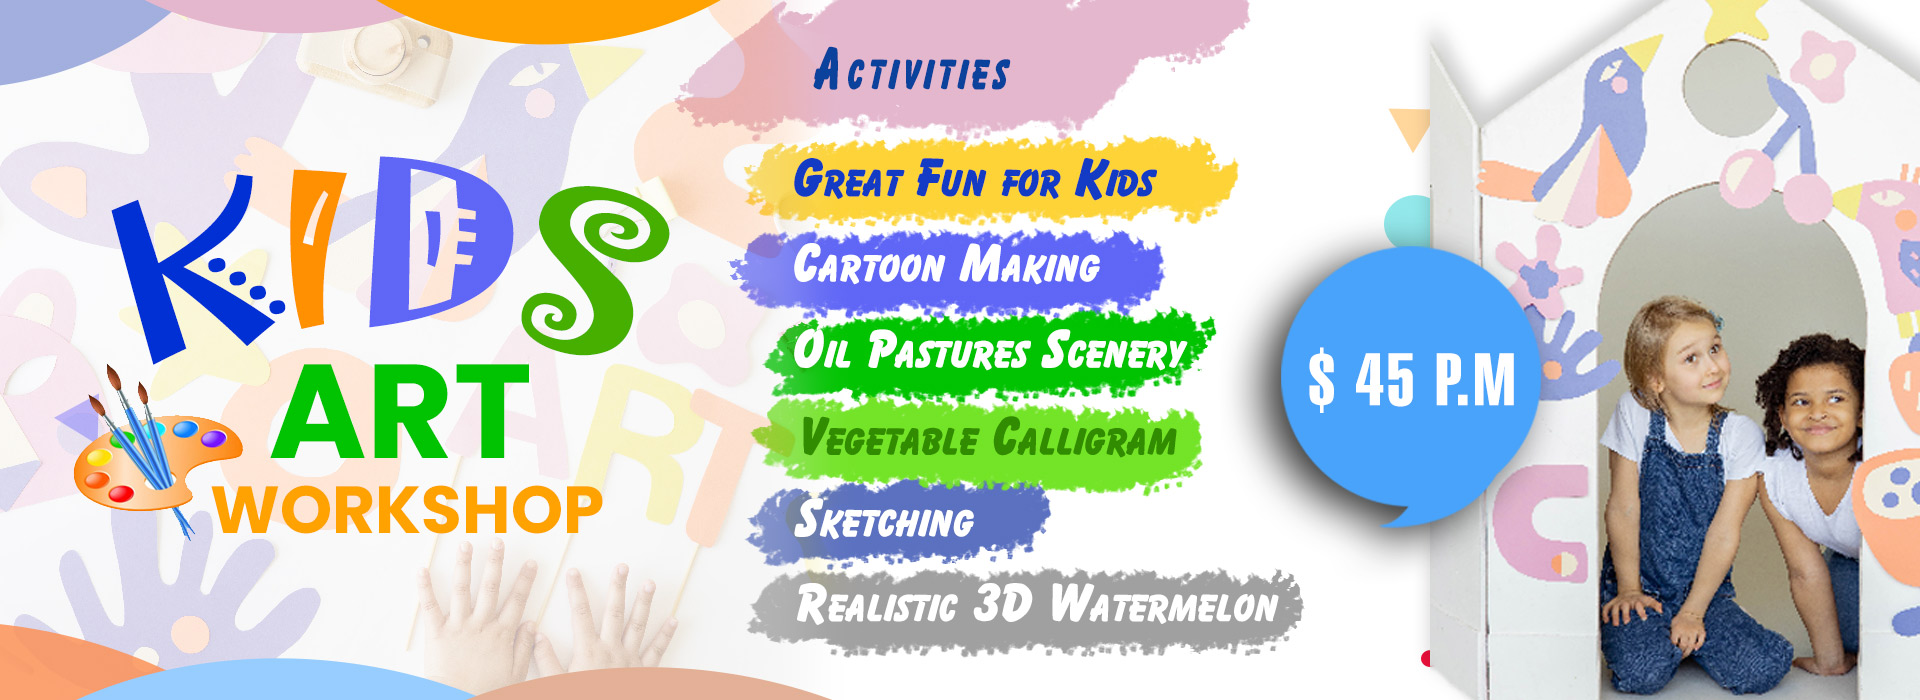 KIDS
ART
WORKSHOP
ACTIVITIES
GREAT FUN FOR KIDS
CARTOON MAKING
OIL PASTURES SCENERY
VEGETABLE CALLIGRAM
SKETCHING
REALISTIC 3D WATERMELON
$ 45 P.M